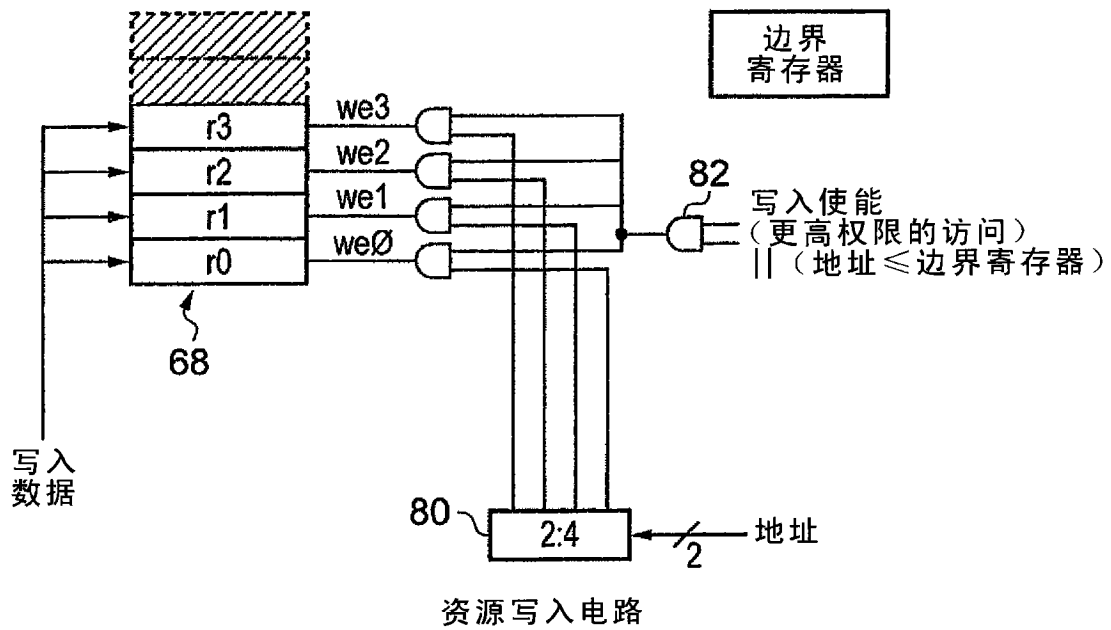 边界
寄存器
r3
we3
r2
we2
r1
we1
r0
weØ
82
写入使能
(更高权限的访问)
||(地址≤边界寄存器)
68
写入
数据
80
2:4
2
地址
资源写入电路